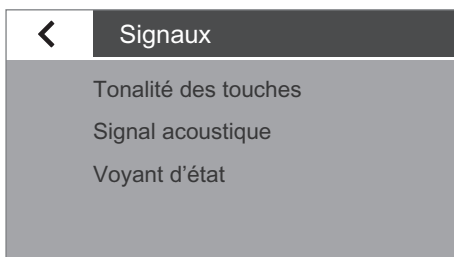 Signaux
Tonalité des touches
Signal acoustique
Voyant d’état